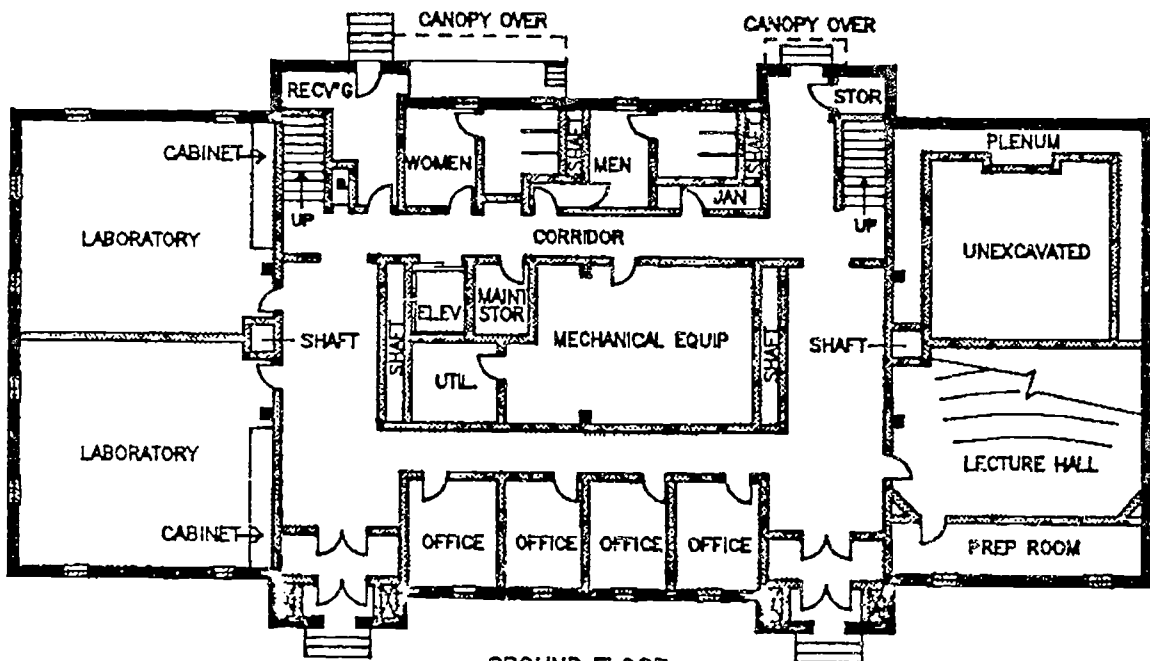 CANOPY OVER
CANOPY OVER
RECV'G
STOR
CABINET
WOMEN
SHAFT
MEN
SHAFT
PLENUM
JAN
UP
UP
LABORATORY
CORRIDOR
UNEXCAVATED
ELEV
MAINT
STOR
SHAFT
SHAFT
MECHANICAL EQUIP
SHAFT
SHAFT
UTIL.
LABORATORY
LECTURE HALL
CABINET
OFFICE
OFFICE
OFFICE
OFFICE
PREP ROOM
GROUND FLOOR